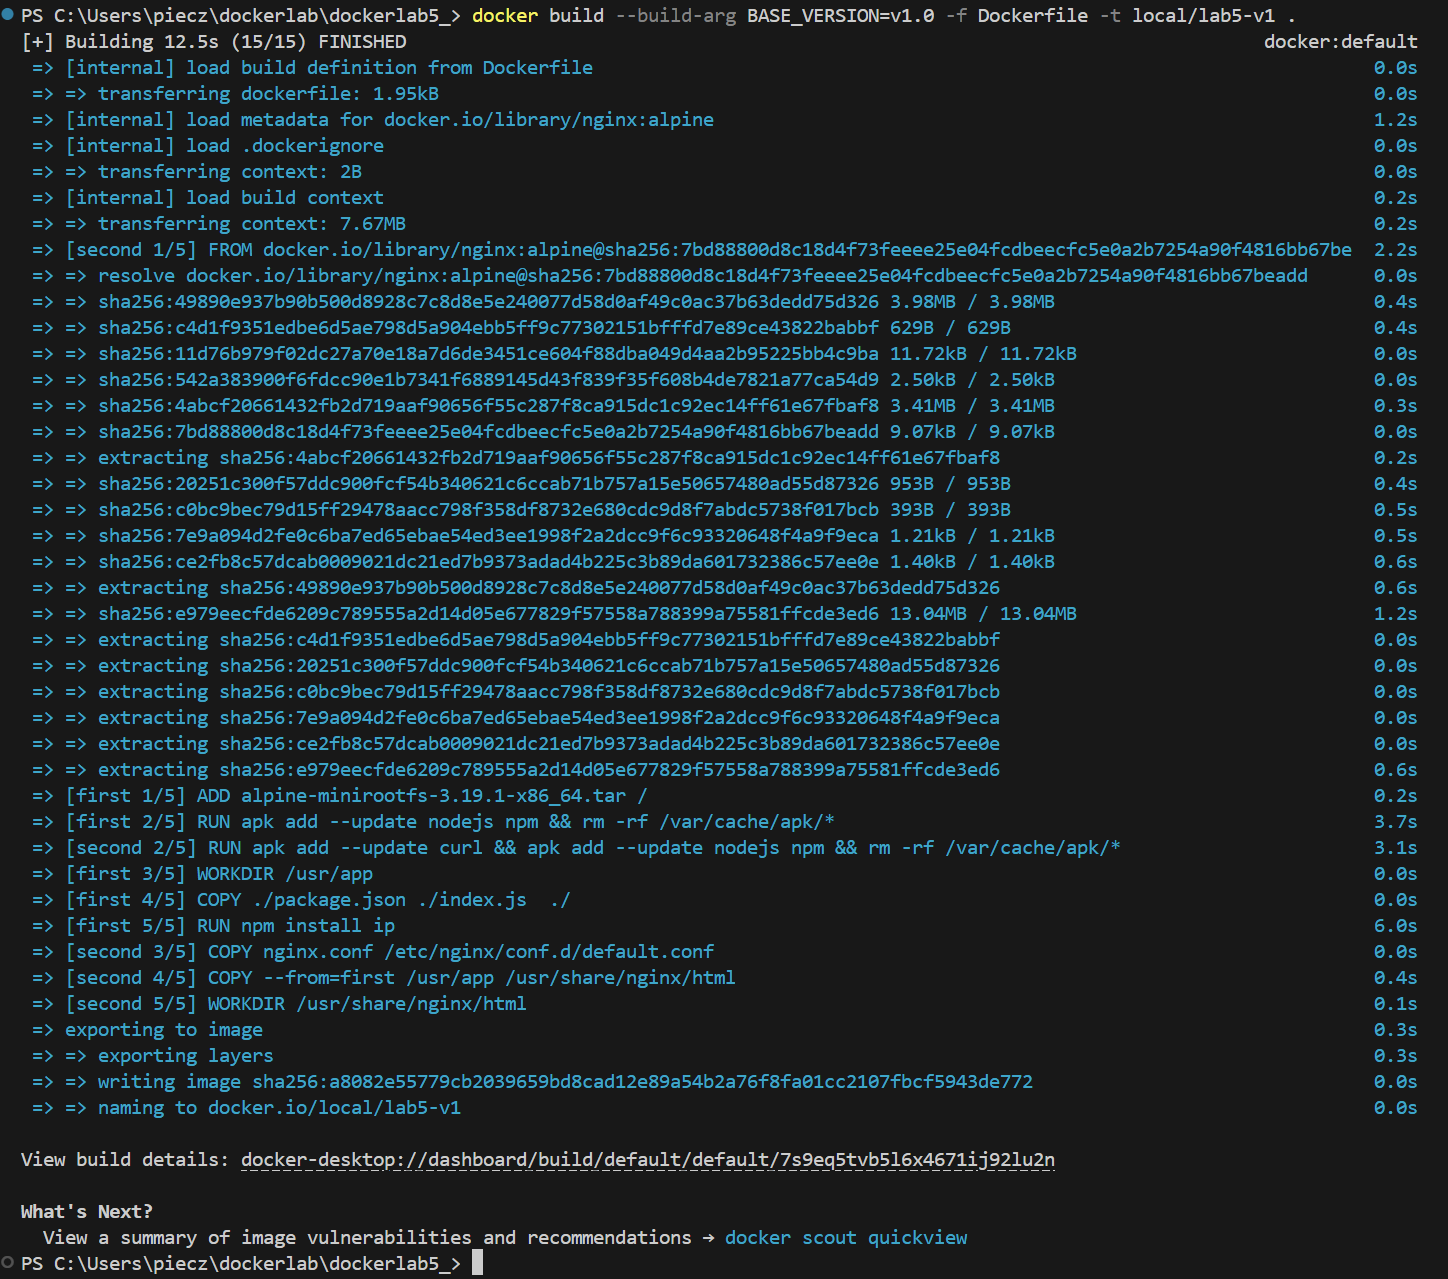 PS C:\Users\piecz\dockerlab\dockerlab5_> docker build --build-arg BASE_VERSION=v1.0 -f Dockerfile -t local/lab5-v1 .
[+] Building 12.5s (15/15) FINISHED docker:default
=> [internal] load build definition from Dockerfile 0.0s
=> => transferring dockerfile: 1.95kB 0.0s
=> [internal] load metadata for docker.io/library/nginx:alpine 1.2s
=> [internal] load .dockerignore 0.0s
=> => transferring context: 2B 0.0s
=> [internal] load build context 0.2s
=> => transferring context: 7.67MB 0.2s
=> [second 1/5] FROM docker.io/library/nginx:alpine@sha256:7bd88800d8c18d4f73feeee25e04fcdbeecfc5e0a2b7254a90f4816bb67be 2.2s
=> => resolve docker.io/library/nginx:alpine@sha256:7bd88800d8c18d4f73feeee25e04fcdbeecfc5e0a2b7254a90f4816bb67beadd 0.0s
=> => sha256:49890e937b90b500d8928c7c8d8e5e240077d58d0af49c0ac37b63dedd75d326 3.98MB / 3.98MB 0.4s
=> => sha256:c4d1f9351edbe6d5ae798d5a904ebb5ff9c77302151bfffd7e89ce43822babbf 629B / 629B 0.4s
=> => sha256:11d76b979f02dc27a70e18a7d6de3451ce604f88dba049d4aa2b95225bb4c9ba 11.72kB / 11.72kB 0.0s
=> => sha256:542a383900f6fdcc90e1b7341f6889145d43f839f35f608b4de7821a77ca54d9 2.50kB / 2.50kB 0.0s
=> => sha256:4abcf20661432fb2d719aaf90656f55c287f8ca915dc1c92ec14ff61e67fbaf8 3.41MB / 3.41MB 0.3s
=> => sha256:7bd88800d8c18d4f73feeee25e04fcdbeecfc5e0a2b7254a90f4816bb67beadd 9.07kB / 9.07kB 0.0s
=> => extracting sha256:4abcf20661432fb2d719aaf90656f55c287f8ca915dc1c92ec14ff61e67fbaf8 0.2s
=> => sha256:20251c300f57ddc900fcf54b340621c6ccab71b757a15e50657480ad55d87326 953B / 953B 0.4s
=> => sha256:c0bc9bec79d15ff29478aacc798f358df8732e680cdc9d8f7abdc5738f017bcb 393B / 393B 0.5s
=> => sha256:7e9a094d2fe0c6ba7ed65ebae54ed3ee1998f2a2dcc9f6c93320648f4a9f9eca 1.21kB / 1.21kB 0.5s
=> => sha256:ce2fb8c57dcab0009021dc21ed7b9373adad4b225c3b89da601732386c57ee0e 1.40kB / 1.40kB 0.6s
=> => extracting sha256:49890e937b90b500d8928c7c8d8e5e240077d58d0af49c0ac37b63dedd75d326 0.6s
=> => sha256:e979eecfde6209c789555a2d14d05e677829f57558a788399a75581ffcde3ed6 13.04MB / 13.04MB 1.2s
=> => extracting sha256:c4d1f9351edbe6d5ae798d5a904ebb5ff9c77302151bfffd7e89ce43822babbf 0.0s
=> => extracting sha256:20251c300f57ddc900fcf54b340621c6ccab71b757a15e50657480ad55d87326 0.0s
=> => extracting sha256:c0bc9bec79d15ff29478aacc798f358df8732e680cdc9d8f7abdc5738f017bcb 0.0s
=> => extracting sha256:7e9a094d2fe0c6ba7ed65ebae54ed3ee1998f2a2dcc9f6c93320648f4a9f9eca 0.0s
=> => extracting sha256:ce2fb8c57dcab0009021dc21ed7b9373adad4b225c3b89da601732386c57ee0e 0.0s
=> => extracting sha256:e979eecfde6209c789555a2d14d05e677829f57558a788399a75581ffcde3ed6 0.6s
=> [first 1/5] ADD alpine-minirootfs-3.19.1-x86_64.tar / 0.2s
=> [first 2/5] RUN apk add --update nodejs npm && rm -rf /var/cache/apk/* 3.7s
=> [second 2/5] RUN apk add --update curl && apk add --update nodejs npm && rm -rf /var/cache/apk/* 3.1s
=> [first 3/5] WORKDIR /usr/app 0.0s
=> [first 4/5] COPY ./package.json ./index.js  ./ 0.0s
=> [first 5/5] RUN npm install ip 6.0s
=> [second 3/5] COPY nginx.conf /etc/nginx/conf.d/default.conf 0.0s
=> [second 4/5] COPY --from=first /usr/app /usr/share/nginx/html 0.4s
=> [second 5/5] WORKDIR /usr/share/nginx/html 0.1s
=> exporting to image 0.3s
=> => exporting layers 0.3s
=> => writing image sha256:a8082e55779cb2039659bd8cad12e89a54b2a76f8fa01cc2107fbcf5943de772 0.0s
=> => naming to docker.io/local/lab5-v1 0.0s
View build details: docker-desktop://dashboard/build/default/default/7s9eq5tvb5l6x4671ij92lu2n
What's Next?
View a summary of image vulnerabilities and recommendations → docker scout quickview
PS C:\Users\piecz\dockerlab\dockerlab5_>